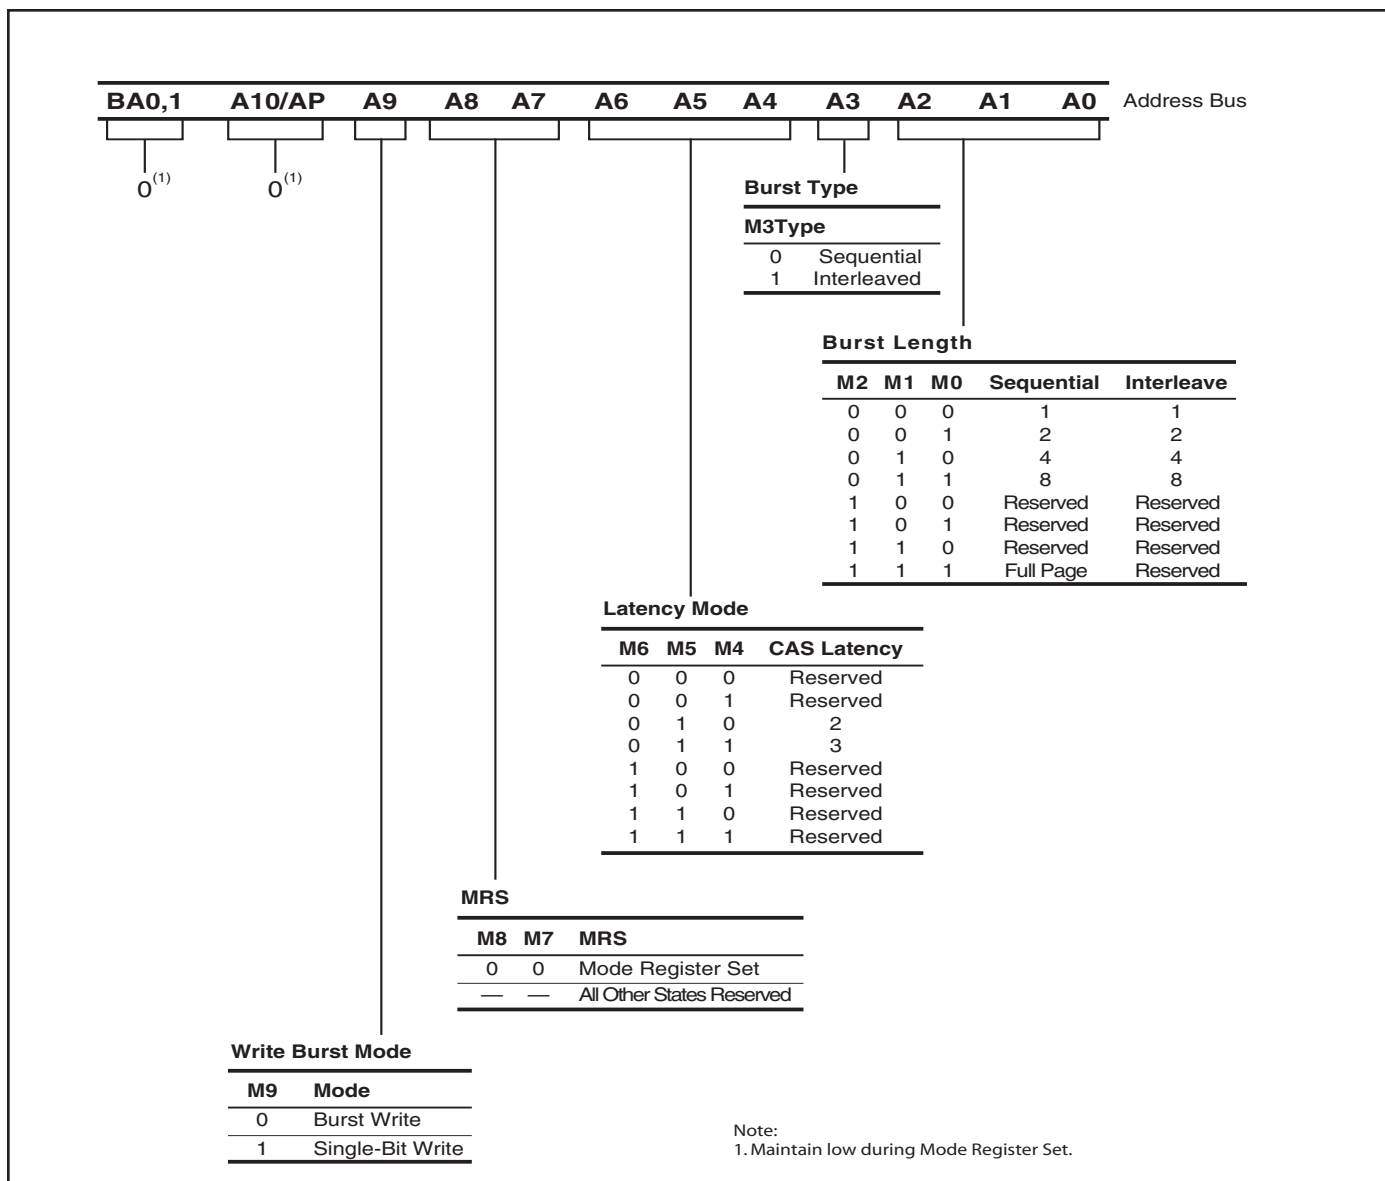 BA0,1 A10/AP A9 A8 A7 A6 A5 A4 A3 A2 A1 A0 Address Bus
0(1) 0(1)
Burst Type
M3Type
0 Sequential
1 Interleaved
Burst Length
M2 M1 M0 Sequential Interleave
0 0 0 1 1
0 0 1 2 2
0 1 0 4 4
0 1 1 8 8
1 0 0 Reserved Reserved
1 0 1 Reserved Reserved
1 1 0 Reserved Reserved
1 1 1 Full Page Reserved
Latency Mode
M6 M5 M4 CAS Latency
0 0 0 Reserved
0 0 1 Reserved
0 1 0 2
0 1 1 3
1 0 0 Reserved
1 0 1 Reserved
1 1 0 Reserved
1 1 1 Reserved
MRS
M8 M7 MRS
0 0 Mode Register Set
— — All Other States Reserved
Write Burst Mode
M9 Mode
0 Burst Write
1 Single-Bit Write
Note:
1. Maintain low during Mode Register Set.